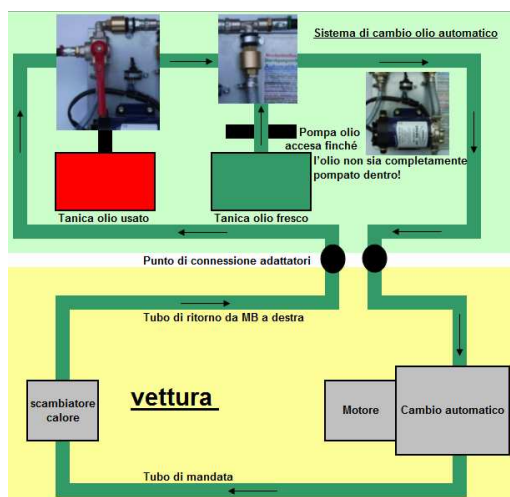 Sistema di cambio olio automatico
Pompa olio
accesa finché
l'olio non sia completamente
pompato dentro!
Tanica olio usato
Tanica olio fresco
Punto di connessione adattatori
Tubo di ritorno da MB a destra
scambiatore
calore
vettura
Motore
Cambio automatico
Tubo di mandata